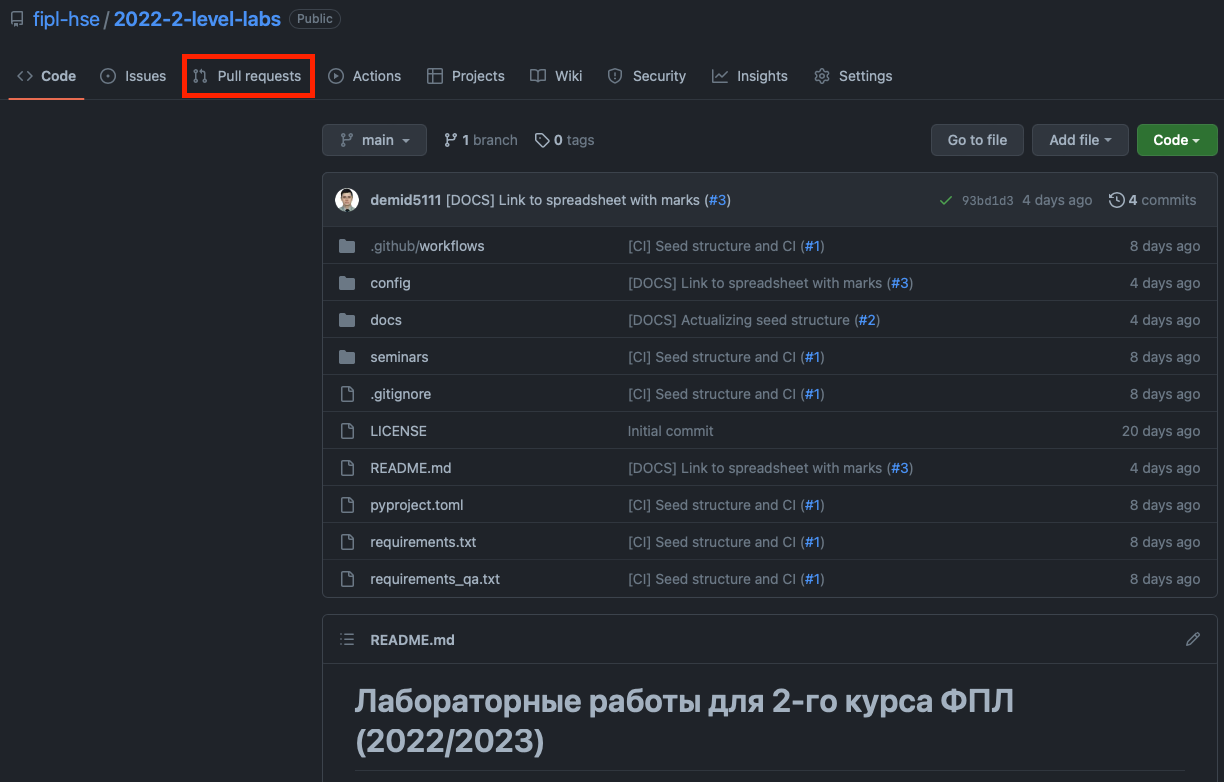 fipl-hse / 2022-2-level-labs Public
Code Issues Pull requests Actions Projects Wiki Security Insights Settings
main 1 branch 0 tags Go to file Add file Code
demid5111 [DOCS] Link to spreadsheet with marks (#3) 93bd1d3 4 days ago 4 commits
.github/workflows [CI] Seed structure and CI (#1) 8 days ago
config [DOCS] Link to spreadsheet with marks (#3) 4 days ago
docs [DOCS] Actualizing seed structure (#2) 4 days ago
seminars [CI] Seed structure and CI (#1) 8 days ago
.gitignore [CI] Seed structure and CI (#1) 8 days ago
LICENSE Initial commit 20 days ago
README.md [DOCS] Link to spreadsheet with marks (#3) 4 days ago
pyproject.toml [CI] Seed structure and CI (#1) 8 days ago
requirements.txt [CI] Seed structure and CI (#1) 8 days ago
requirements_qa.txt [CI] Seed structure and CI (#1) 8 days ago
README.md
Лабораторные работы для 2-го курса ФПЛ
(2022/2023)